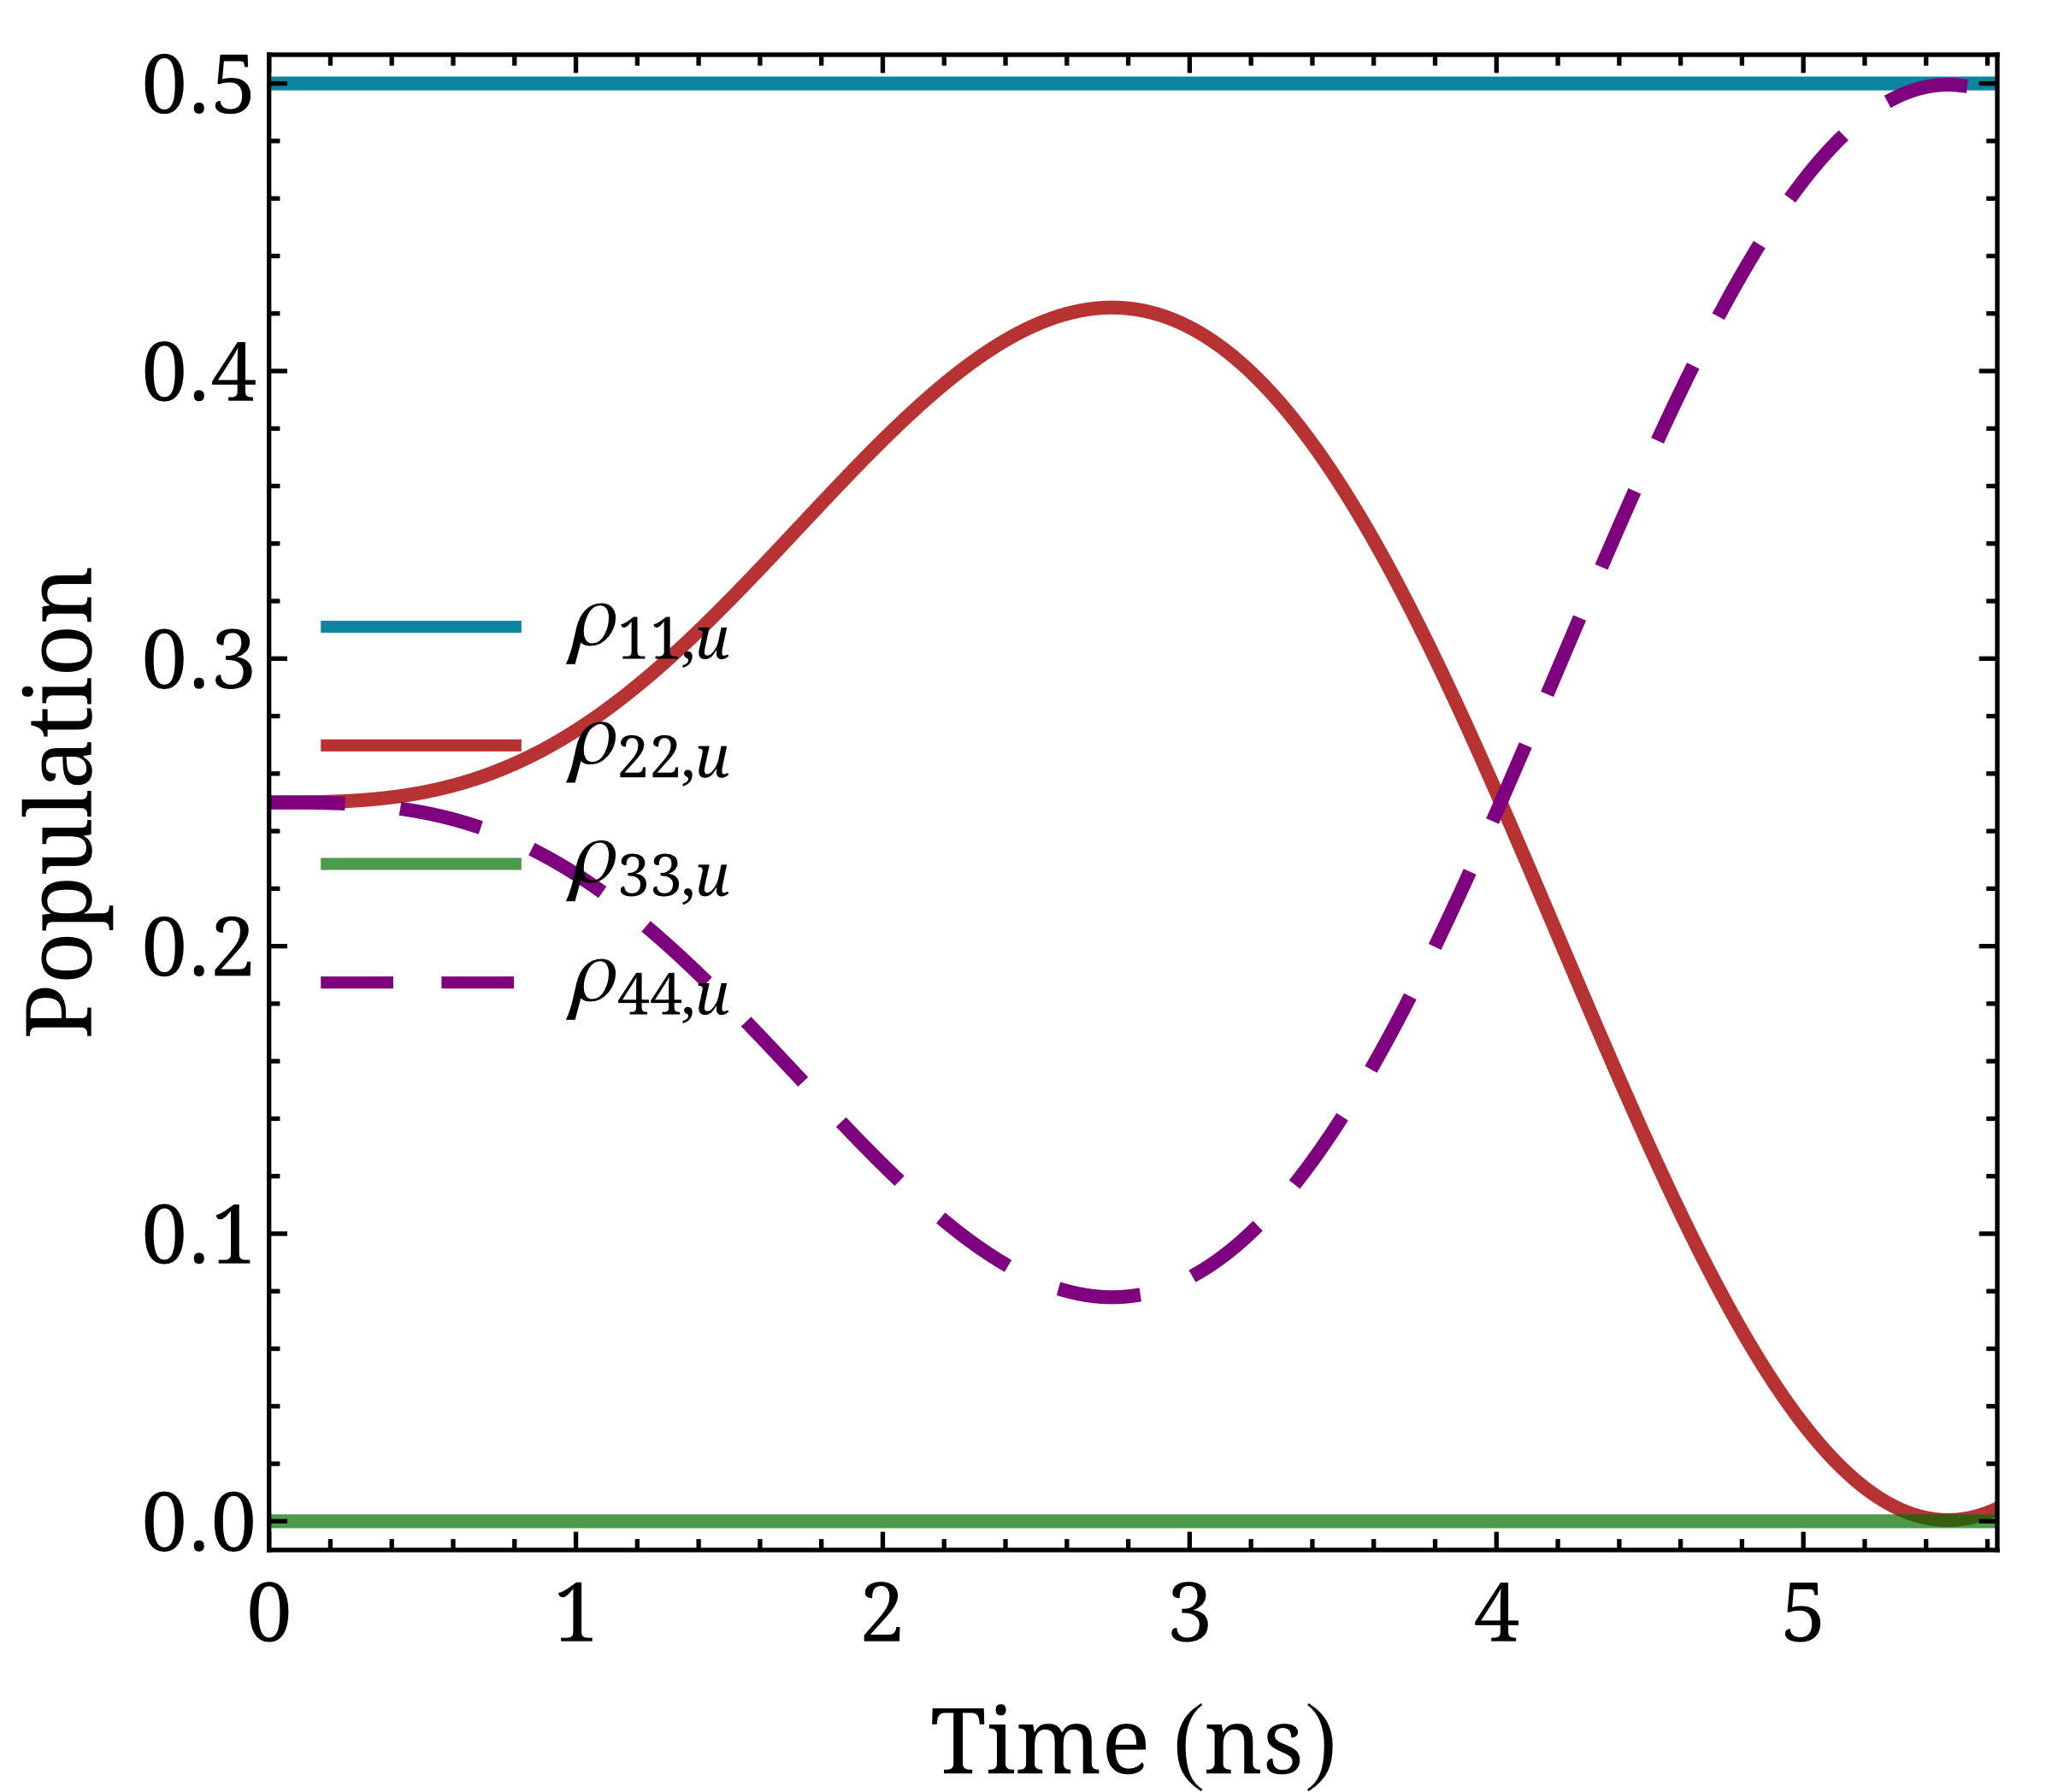 Population
0.5
0.4
0.3
0.2
0.1
0.0
ρ11,u
ρ22,u
ρ33,u
ρ44,u
0 1 2 3 4 5
Time (ns)